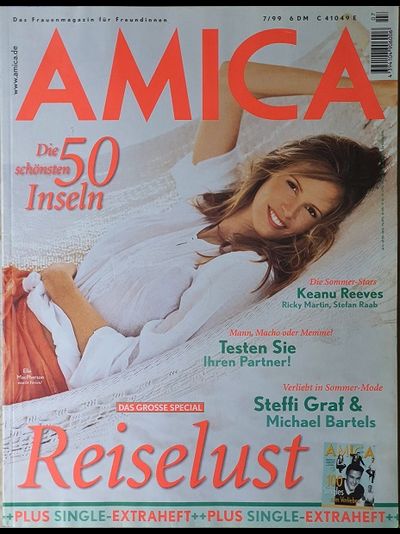 Das Frauenmagazin für Freundinnen
7/99 6 DM C 41049 E
www.amica.de
AMICA
Die
schönsten 50
Inseln
Die Sommer-Stars
Keanu Reeves
Ricky Martin, Stefan Raab
Mann, Macho oder Memme?
Testen Sie
Ihren Partner!
Elle
MacPherson
Verliebt in Sommer-Mode
Steffi Graf &
Michael Bartels
DAS GROSSE SPECIAL
Reiselust
AMICA
100
++PLUS SINGLE-EXTRAHEFT++PLUS SINGLE-EXTRAHEFT++